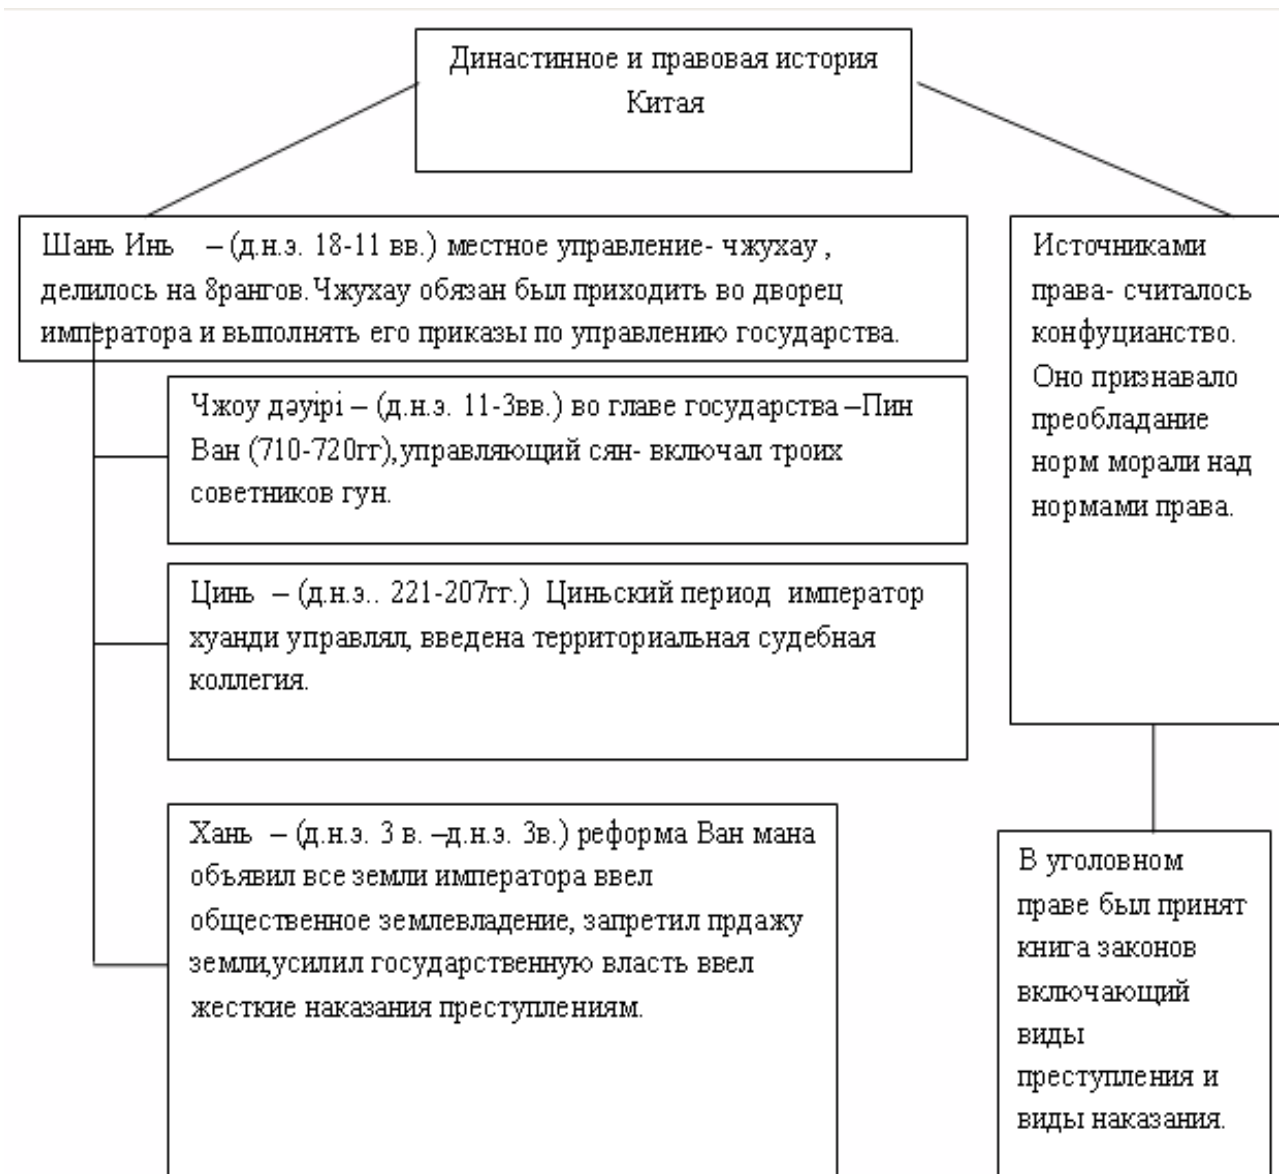 Династинное и правовая история
Китая
Шань Инь – (д.н.э. 18-11 вв.) местное управление- чжухау ,
делилось на 8рангов. Чжухау обязан был приходить во дворец
императора и выполнять его приказы по управлению государства.
Чжоу дәуірі – (д.н.э. 11-3вв.) во главе государства –Пин
Ван (710-720гг),управляющий сян- включал троих
советников гун.
Цинь – (д.н.э.. 221-207гг.) Циньский период император
хуанди управлял, введена территориальная судебная
коллегия.
Хань – (д.н.э. 3 в. –д.н.э. 3в.) реформа Ван мана
объявил все земли императора ввел
общественное землевладение, запретил прдажу
земли,усилил государственную власть ввел
жесткие наказания преступлениям.
Источниками
права- считалось
конфуцианство.
Оно признавало
преобладание
норм морали над
нормами права.
В уголовном
праве был принят
книга законов
включающий
виды
преступления и
виды наказания.